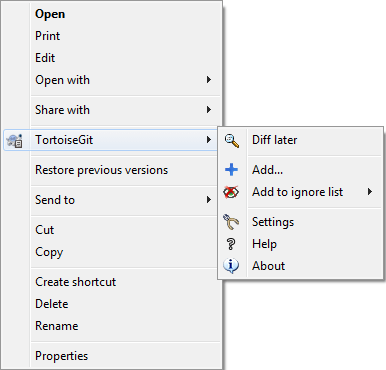 Open
Print
Edit
Open with
Share with
TortoiseGit
Restore previous versions
Send to
Cut
Copy
Create shortcut
Delete
Rename
Properties
Diff later
Add...
Add to ignore list
Settings
Help
About